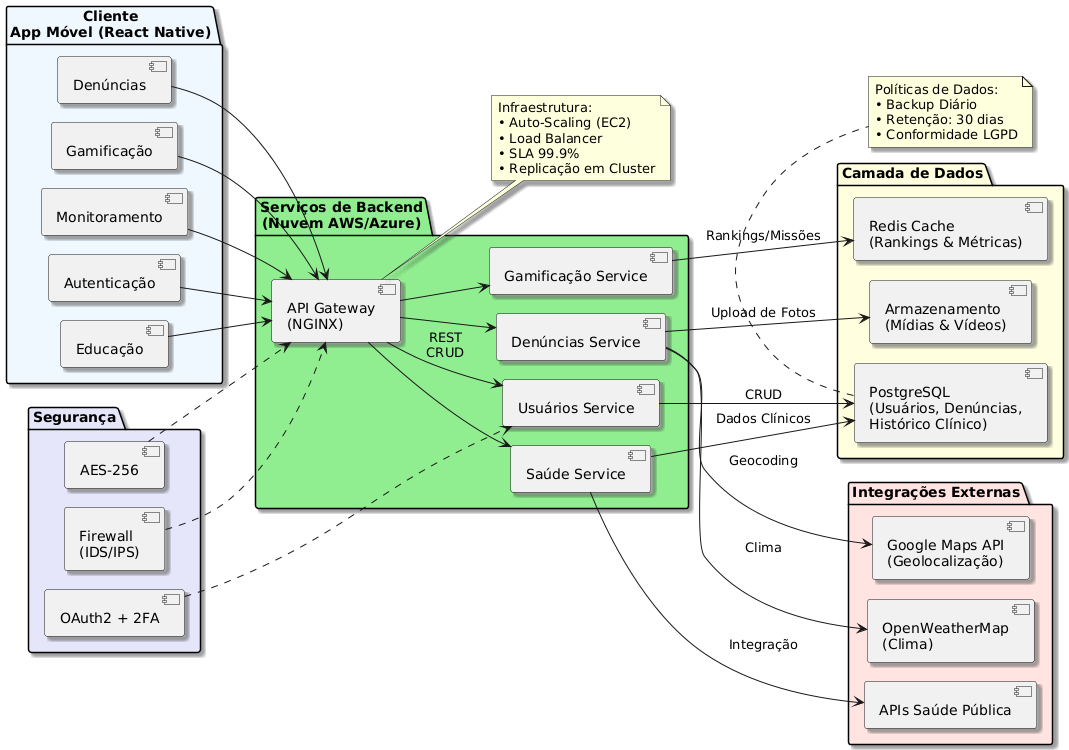 Cliente
App Móvel (React Native)
Denúncias
Gamificação
Monitoramento
Autenticação
Educação
Segurança
AES-256
Firewall
(IDS/IPS)
OAuth2 + 2FA
Infraestrutura:
• Auto-Scaling (EC2)
• Load Balancer
• SLA 99.9%
• Replicação em Cluster
Serviços de Backend
(Nuvem AWS/Azure)
API Gateway
(NGINX)
REST
CRUD
Gamificação Service
Denúncias Service
Usuários Service
Saúde Service
Rankings/Missões
Upload de Fotos
CRUD
Dados Clínicos
Geocoding
Clima
Integração
Políticas de Dados:
• Backup Diário
• Retenção: 30 dias
• Conformidade LGPD
Camada de Dados
Redis Cache
(Rankings & Métricas)
Armazenamento
(Mídias & Vídeos)
PostgreSQL
(Usuários, Denúncias,
Histórico Clínico)
Integrações Externas
Google Maps API
(Geolocalização)
OpenWeatherMap
(Clima)
APIs Saúde Pública